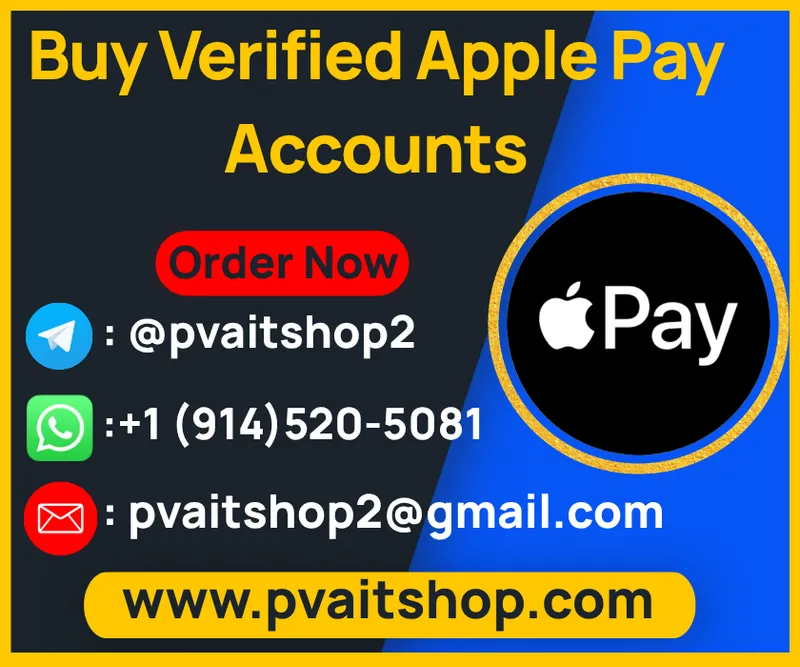 Buy Verified Apple Pay
Accounts
Order Now
: @pvaitshop2
:+1 (914)520-5081
: pvaitshop2@gmail.com
www.pvaitshop.com
Pay